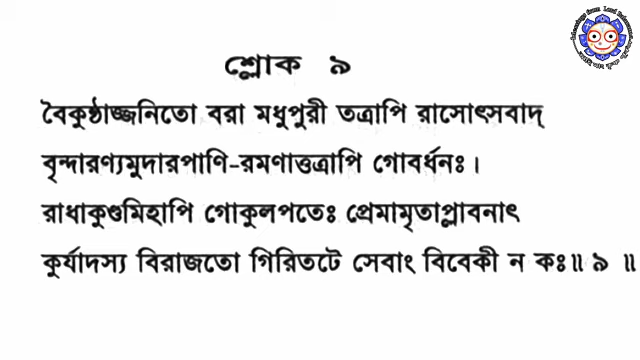 শ্লোক ৯
বৈকুণ্ঠাজ্জনিতো বরা মধুপুরী তত্রাপি রাসোৎসবাদ্
বৃন্দারণ্যমুদারপাণি-রমণাত্তত্রাপি গোবর্ধনঃ।
রাধাকুণ্ডমিহাপি গোকুলপতেঃ প্রেমামৃতাপ্লাবনাৎ
কুর্যাদস্য বিরাজতো গিরিতটে সেবাং বিবেকী ন কঃ॥ ৯ ॥